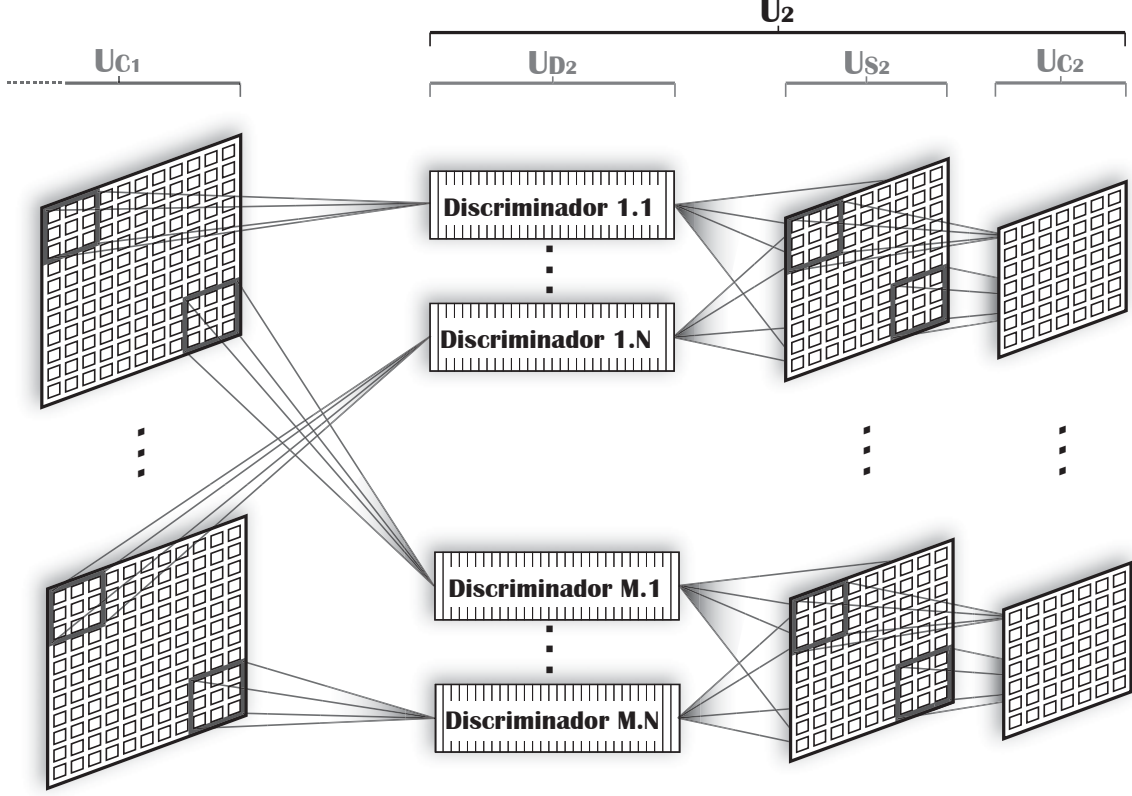 U2
UC1 UD2 US2 UC2
Discriminador 1.1
Discriminador 1.N
Discriminador M.1
Discriminador M.N